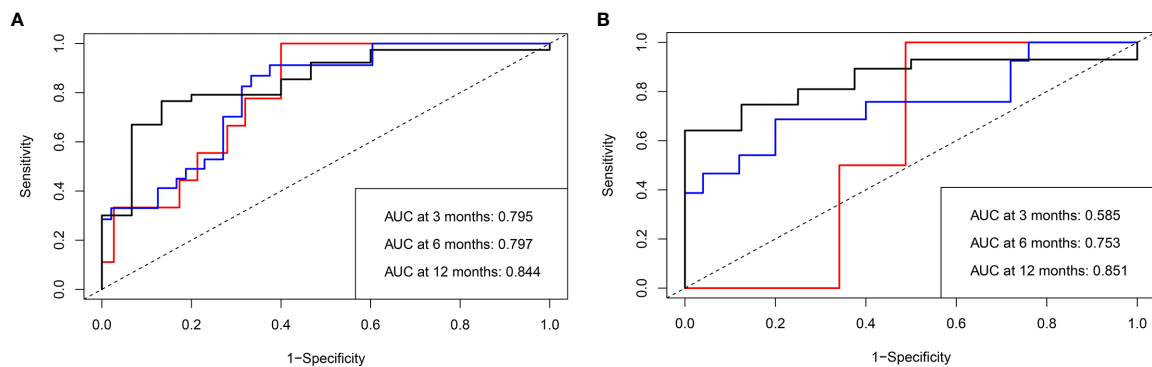 A
Sensitivity
1.0
0.8
0.6
0.4
0.2
0.0
AUC at 3 months: 0.795
AUC at 6 months: 0.797
AUC at 12 months: 0.844
0.0 0.2 0.4 0.6 0.8 1.0
1−Specificity
B
Sensitivity
1.0
0.8
0.6
0.4
0.2
0.0
AUC at 3 months: 0.585
AUC at 6 months: 0.753
AUC at 12 months: 0.851
0.0 0.2 0.4 0.6 0.8 1.0
1−Specificity